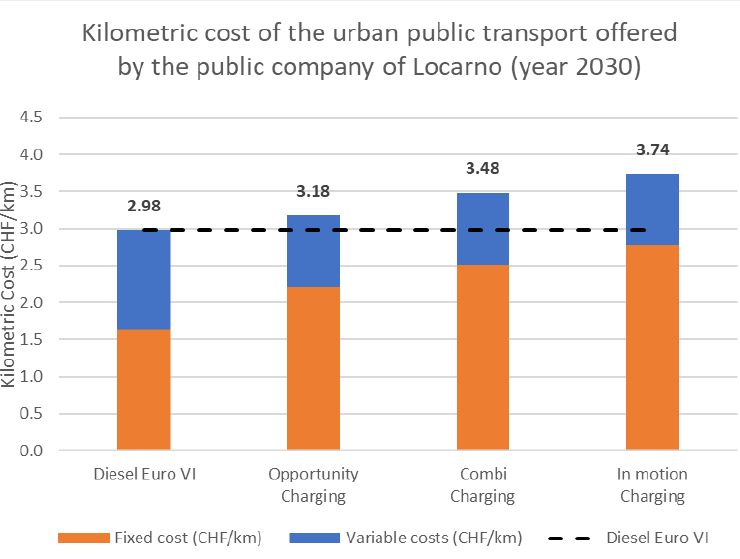 Kilometric cost of the urban public transport offered
by the public company of Locarno (year 2030)
Kilometric Cost (CHF/km)
4.5
4.0
3.5
3.0
2.5
2.0
1.5
1.0
0.5
0.0
2.98
3.18
3.48
3.74
Diesel Euro VI
Opportunity
Charging
Combi
Charging
In motion
Charging
Fixed cost (CHF/km)
Variable costs (CHF/km)
Diesel Euro VI